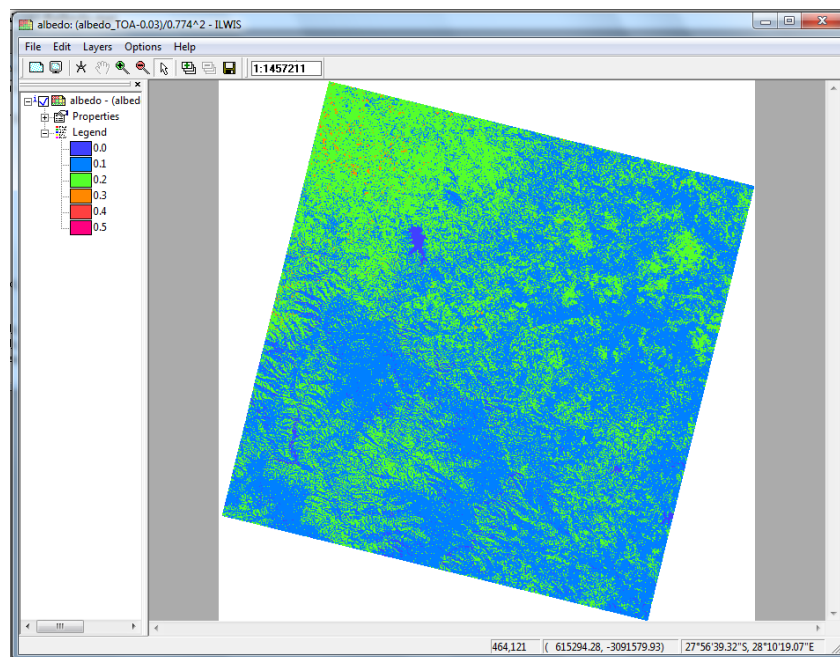 albedo: (albedo_TOA-0.03)/0.774^2 - ILWIS
File Edit Layers Options Help
1:1457211
albedo - (albed
Properties
Legend
0.0
0.1
0.2
0.3
0.4
0.5
464,121 ( 615294.28, -3091579.93) 27°56'39.32"S, 28°10'19.07"E